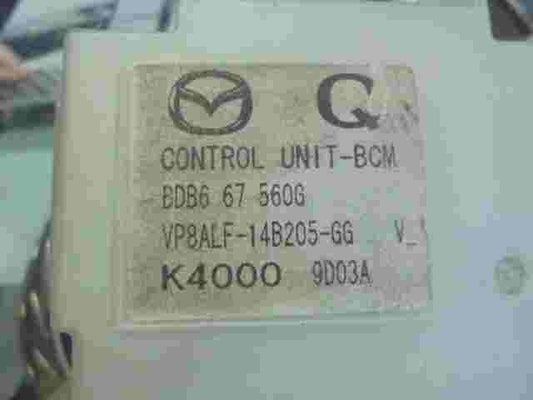 Q
CONTROL UNIT-BCM
BDB6 67 560G
VP8ALF-14B205-GG
K4000 9D03A